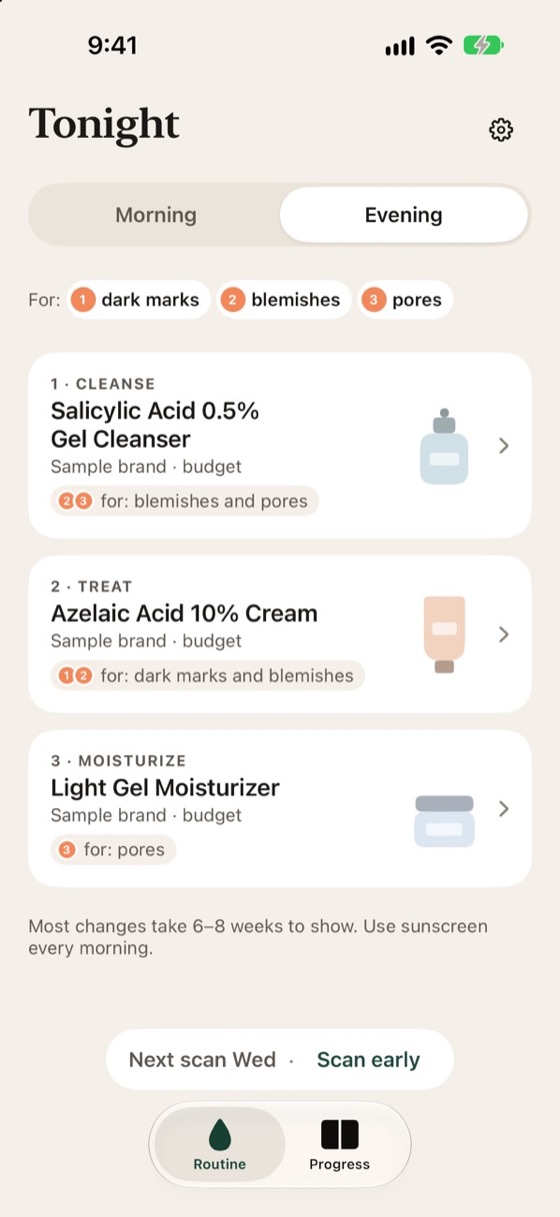 9:41
Tonight
Morning
Evening
For: 1 dark marks 2 blemishes 3 pores
1 · CLEANSE
Salicylic Acid 0.5%
Gel Cleanser
Sample brand · budget
2 3 for: blemishes and pores
2 · TREAT
Azelaic Acid 10% Cream
Sample brand · budget
1 2 for: dark marks and blemishes
3 · MOISTURIZE
Light Gel Moisturizer
Sample brand · budget
3 for: pores
Most changes take 6–8 weeks to show. Use sunscreen
every morning.
Next scan Wed · Scan early
Routine
Progress